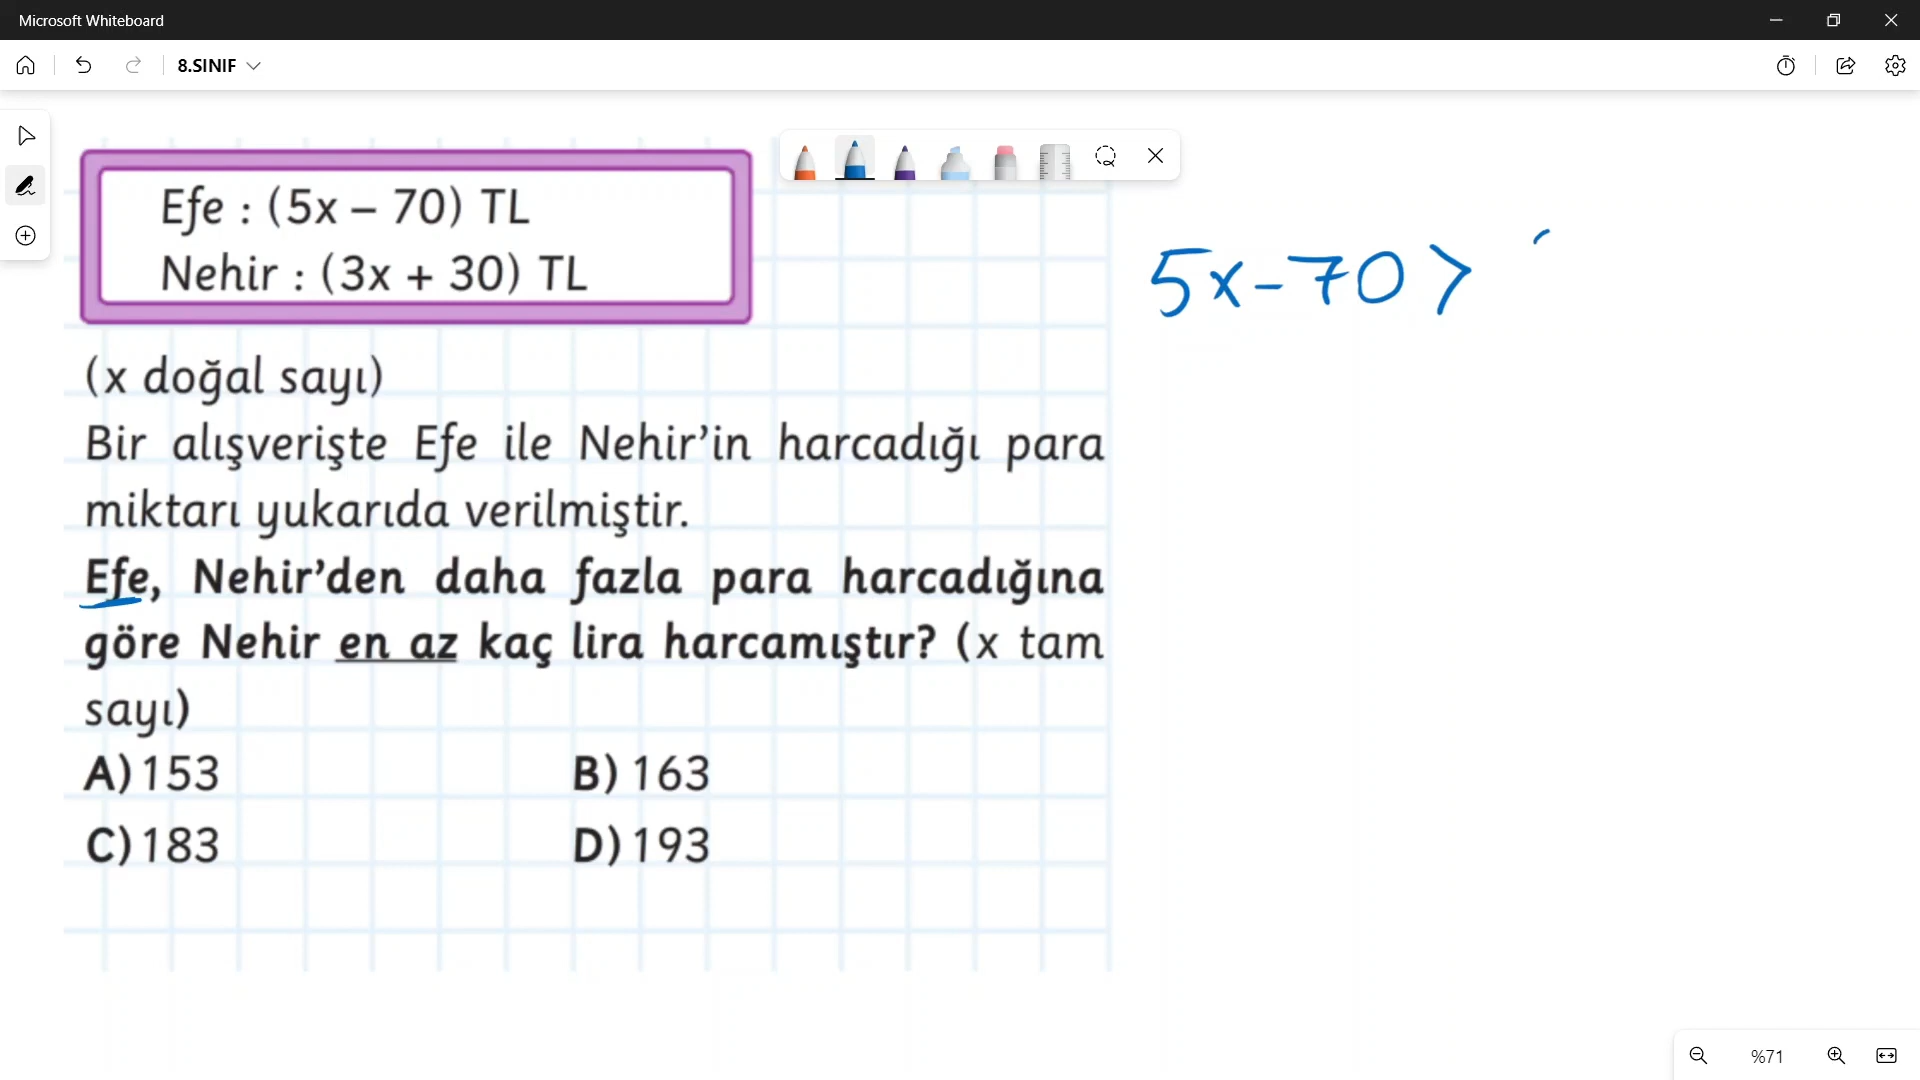 Microsoft Whiteboard
8.SINIF
Efe : (5x – 70) TL
Nehir : (3x + 30) TL
5x-70 >
(x doğal sayı)
Bir alışverişte Efe ile Nehir’in harcadığı para
miktarı yukarıda verilmiştir.
Efe, Nehir’den daha fazla para harcadığına
göre Nehir en az kaç lira harcamıştır? (x tam
sayı)
A) 153 B) 163
C) 183 D) 193
%71